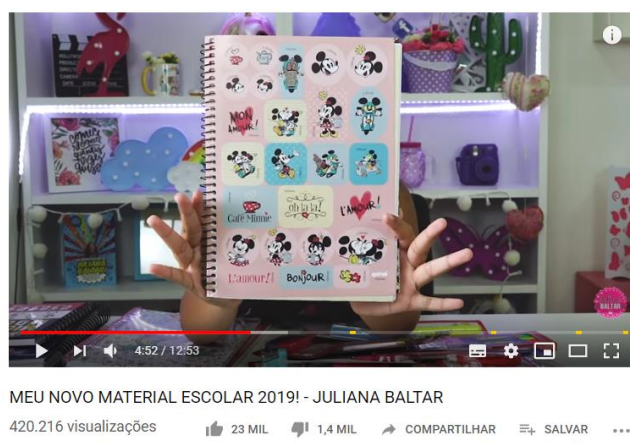 MON
AMOUR!
Café Minnie
oh la la!
L'AMOUR!
L'amour!
BONJOUR
BALTAR
4:52 / 12:53
MEU NOVO MATERIAL ESCOLAR 2019! - JULIANA BALTAR
420.216 visualizações
23 MIL
1,4 MIL
COMPARTILHAR
SALVAR